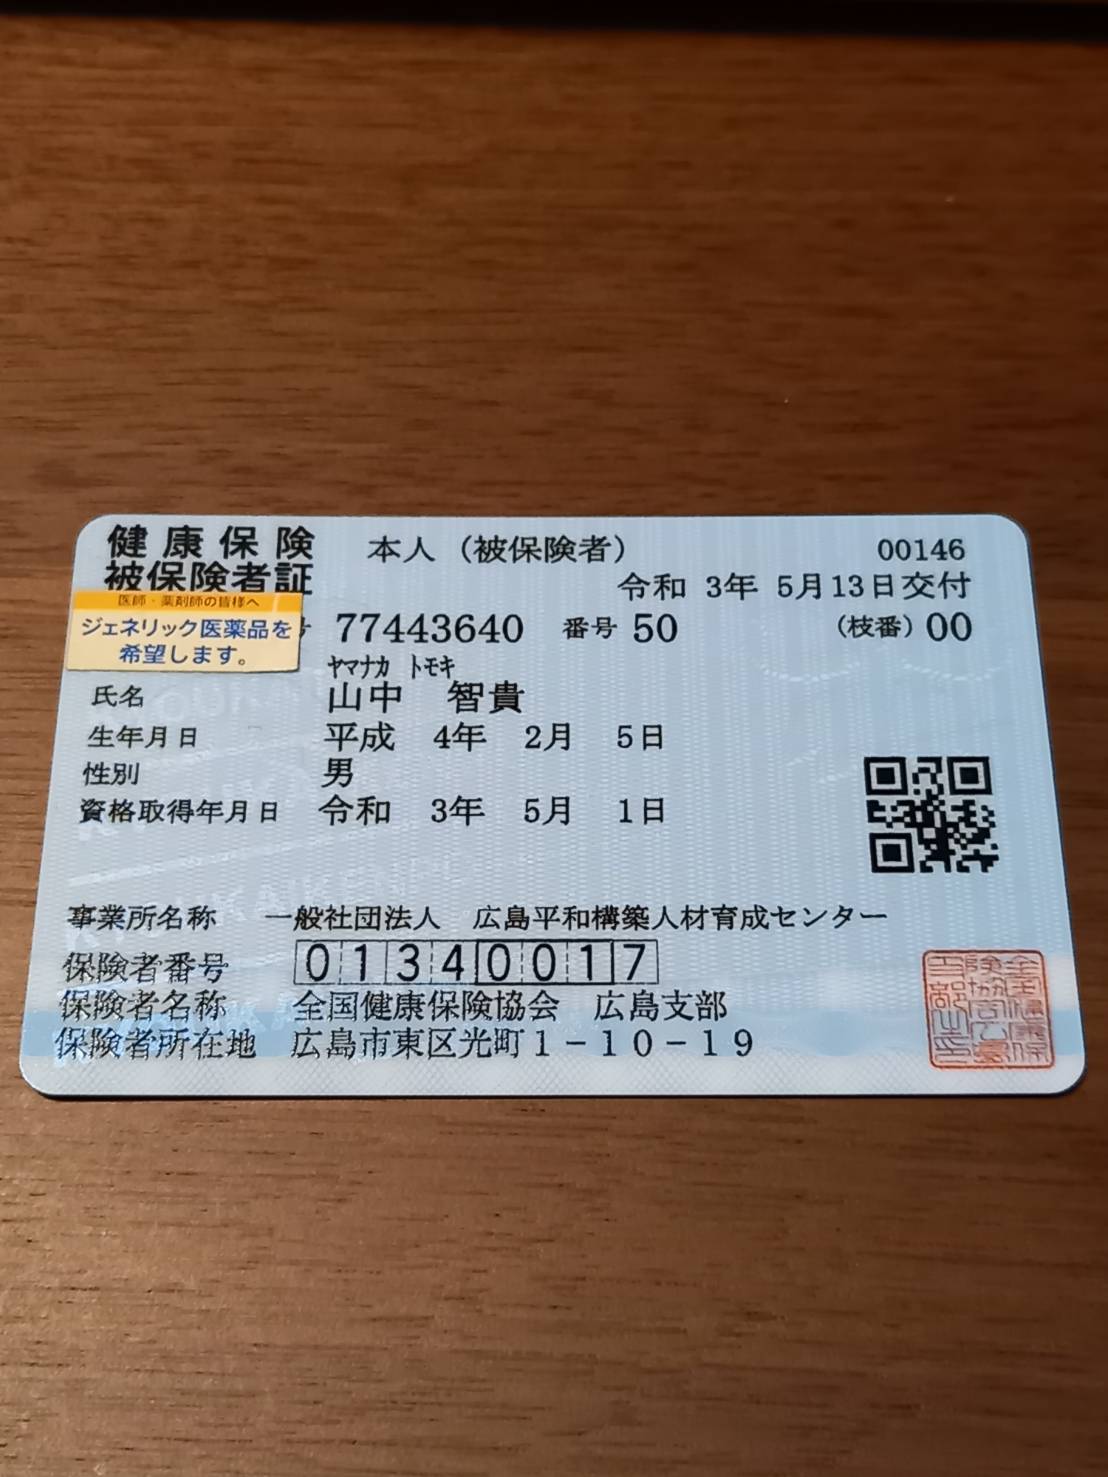 健康保険 本人（被保険者） 00146
被保険者証 令和 3年 5月13日交付
医師・薬剤師の皆様へ
ジェネリック医薬品を
希望します。
号 77443640 番号 50 （枝番）00
ヤマナカ トモキ
氏名 山中 智貴
生年月日 平成 4年 2月 5日
性別 男
資格取得年月日 令和 3年 5月 1日
事業所名称 一般社団法人 広島平和構築人材育成センター
保険者番号 01340017
保険者名称 全国健康保険協会 広島支部
保険者所在地 広島市東区光町1-10-19